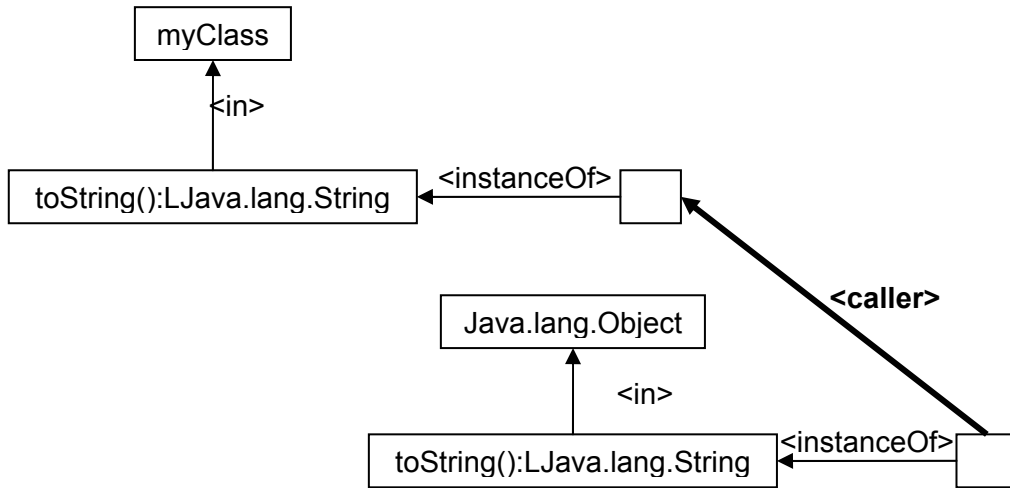 myClass
<in>
toString():LJava.lang.String
<instanceOf>
<caller>
Java.lang.Object
<in>
toString():LJava.lang.String
<instanceOf>